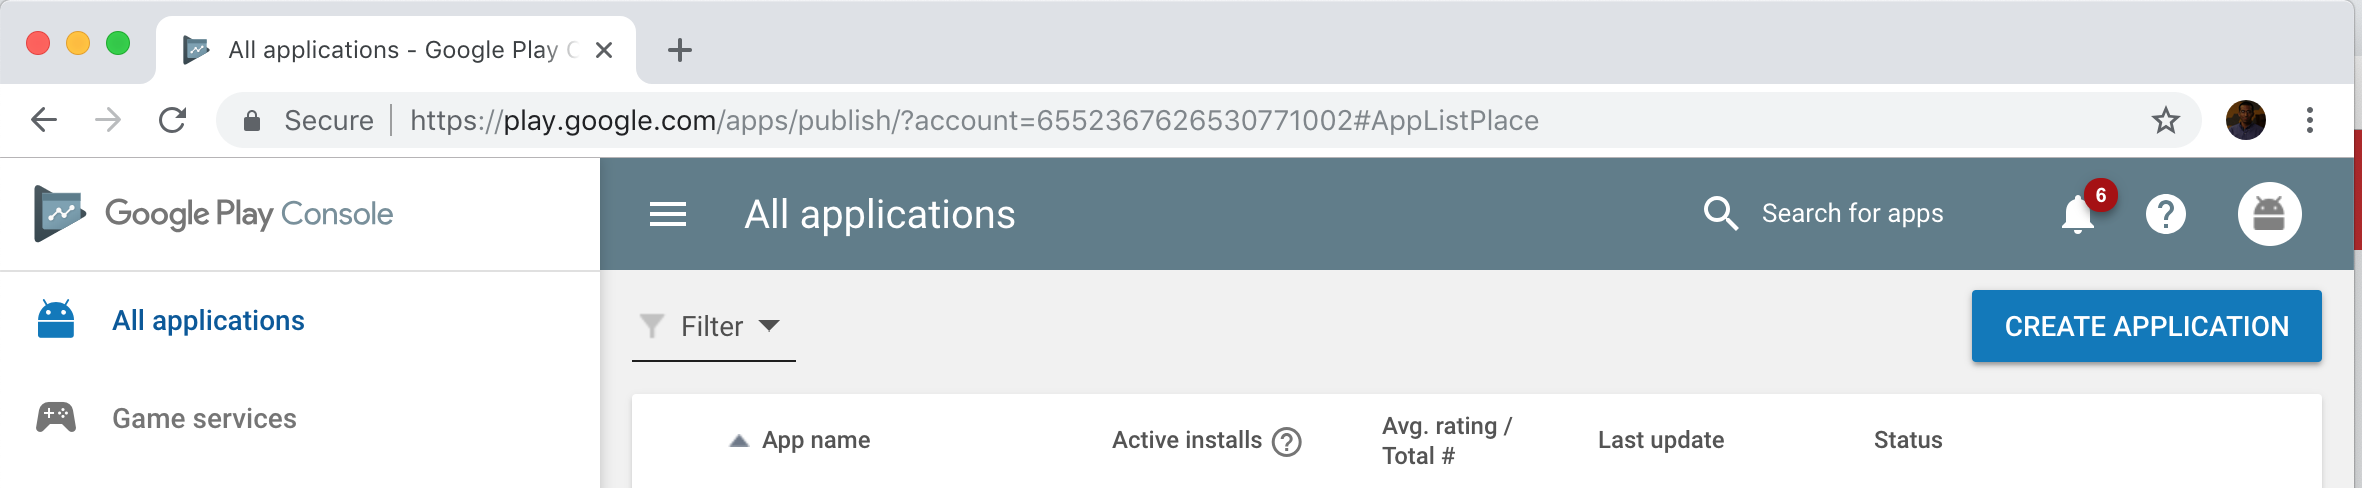 All applications - Google Play C
Secure https://play.google.com/apps/publish/?account=6552367626530771002#AppListPlace
Google Play Console
All applications
Search for apps
6
All applications
Filter
CREATE APPLICATION
Game services
App name
Active installs
Avg. rating /
Total #
Last update
Status